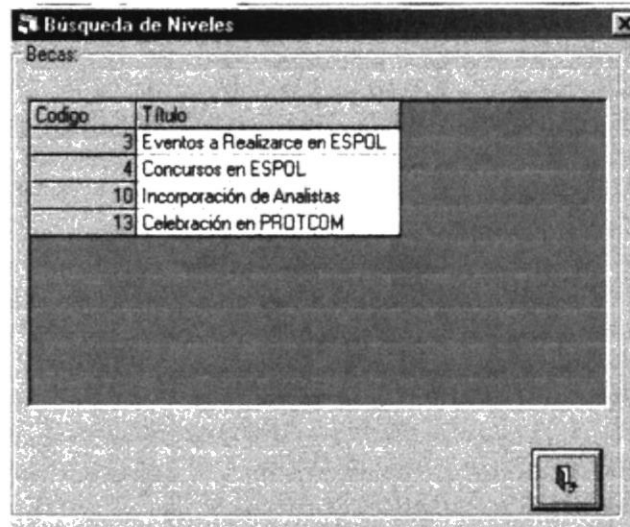 Búsqueda de Niveles
Becas:
Codigo Título
3 Eventos a Realizarce en ESPOL
4 Concursos en ESPOL
10 Incorporación de Analistas
13 Celebración en PROTCOM